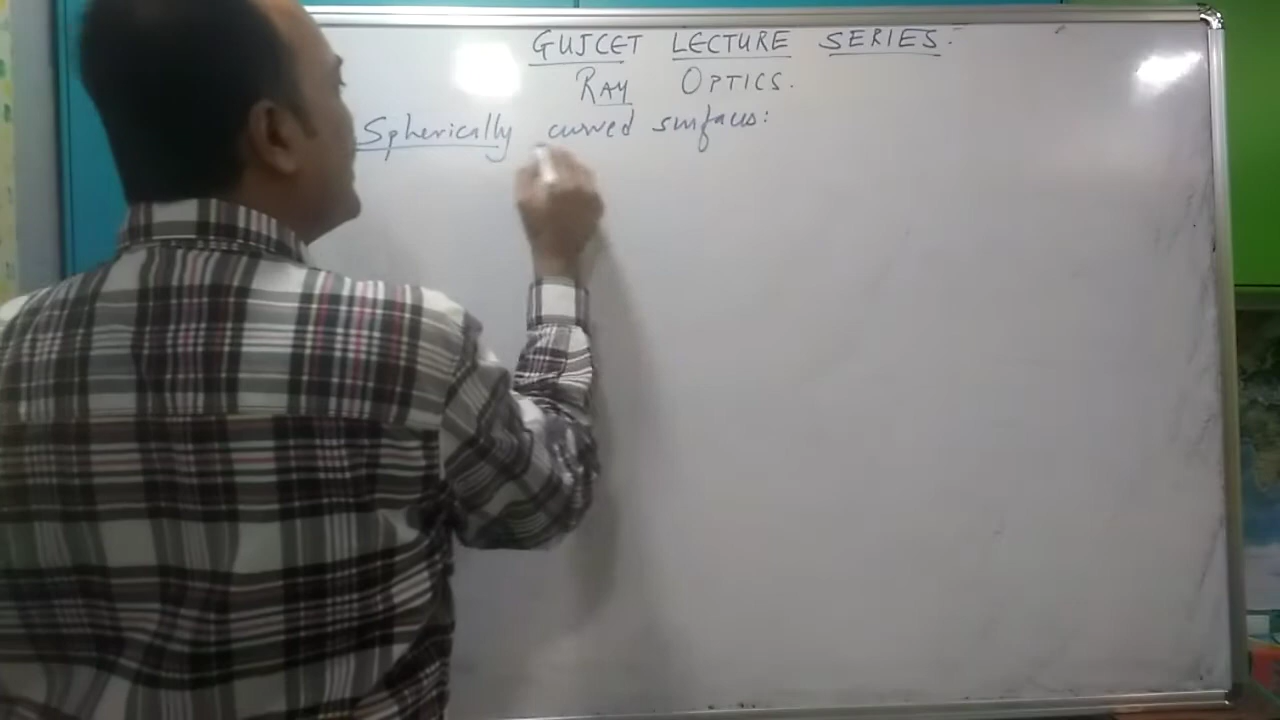 GUJCET LECTURE SERIES.
RAY OPTICS.
Spherically curved surfaces: